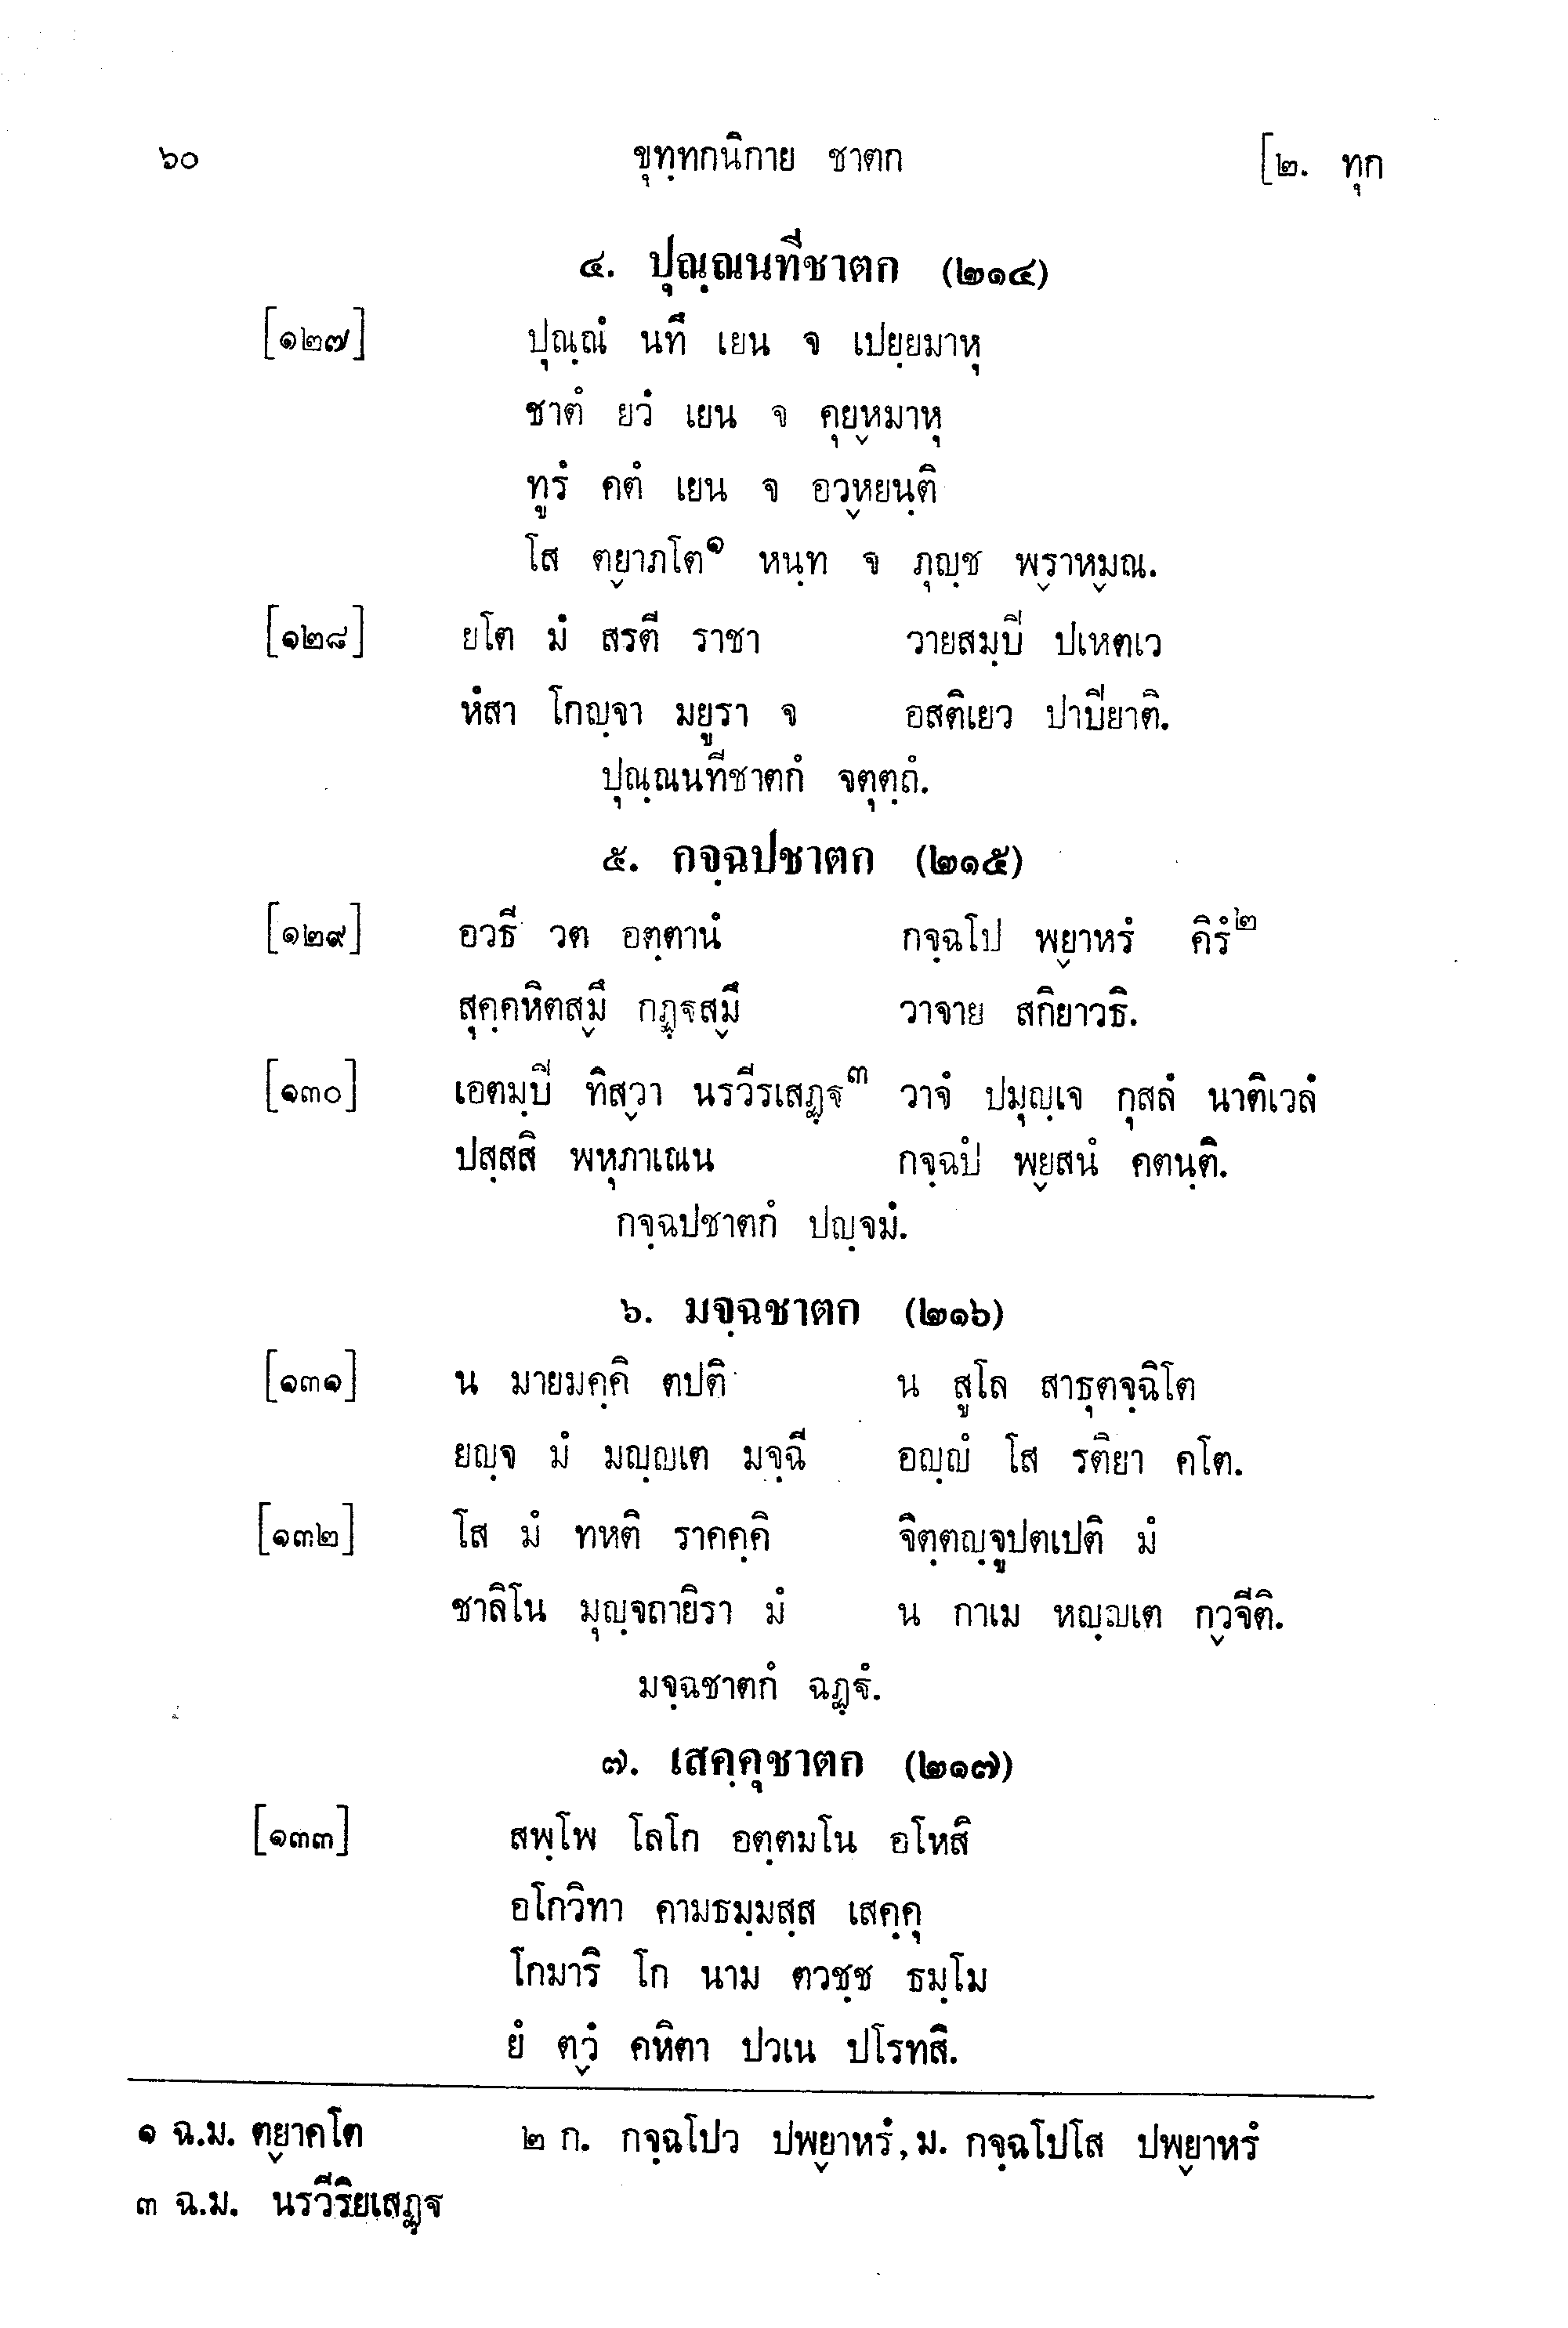 ๖๐ ขุทฺทกนิกาย ชาตก [๒. ทุก
๔. ปุณฺณนทีชาตก (๒๑๔)
[๑๒๗] ปุณฺณํ นทึ เยน จ เปยฺยมาหุ
ชาตํ ยวํ เยน จ คุยฺหมาหุ
ทูรํ คตํ เยน จ อวฺหยนฺติ
โส ตฺยาภโต๑ หนฺท จ ภุญฺช พฺราหฺมณ.
[๑๒๘] ยโต มํ สรตี ราชา วายสมฺปิ ปเหตเว
หํสา โกญฺจา มยูรา จ อสติเยว ปาปิยาติ.
ปุณฺณนทีชาตกํ จตุตฺถํ.
๕. กจฺฉปชาตก (๒๑๕)
[๑๒๙] อวธี วต อตฺตานํ กจฺฉโป พฺยาหรํ คิรํ๒
สุคฺคหิตสฺมึ กฏฺฐสฺมึ วาจาย สกิยาวธิ.
[๑๓๐] เอตมฺปิ ทิสฺวา นรวีรเสฏฺฐ๓ วาจํ ปมุญฺเจ กุสลํ นาติเวลํ
ปสฺสสิ พหุภาเณน กจฺฉปํ พฺยสนํ คตนฺติ.
กจฺฉปชาตกํ ปญฺจมํ.
๖. มจฺฉชาตก (๒๑๖)
[๑๓๑] น มายมคฺคิ ตปติ น สูโล สาธุตจฺฉิโต
ยญฺจ มํ มญฺญเต มจฺฉี อญฺญํ โส รติยา คโต.
[๑๓๒] โส มํ ทหติ ราคคฺคิ จิตฺตญฺจูปตเปติ มํ
ชาลิโน มุญฺจถายิรา มํ น กาเม หญฺญเต กฺวจีติ.
มจฺฉชาตกํ ฉฏฺฐํ.
๗. เสคฺคุชาตก (๒๑๗)
[๑๓๓] สพฺโพ โลโก อตฺตมโน อโหสิ
อโกวิทา คามธมฺมสฺส เสคฺคุ
โกมาริ โก นาม ตวชฺช ธมฺโม
ยํ ตฺวํ คหิตา ปวเน ปโรทสิ.
๑ ฉ.ม. ตฺยาคโต ๒ ก. กจฺฉโปว ปพฺยาหรํ, ม. กจฺฉโปโส ปพฺยาหรํ
๓ ฉ.ม. นรวีริยเสฏฺฐ